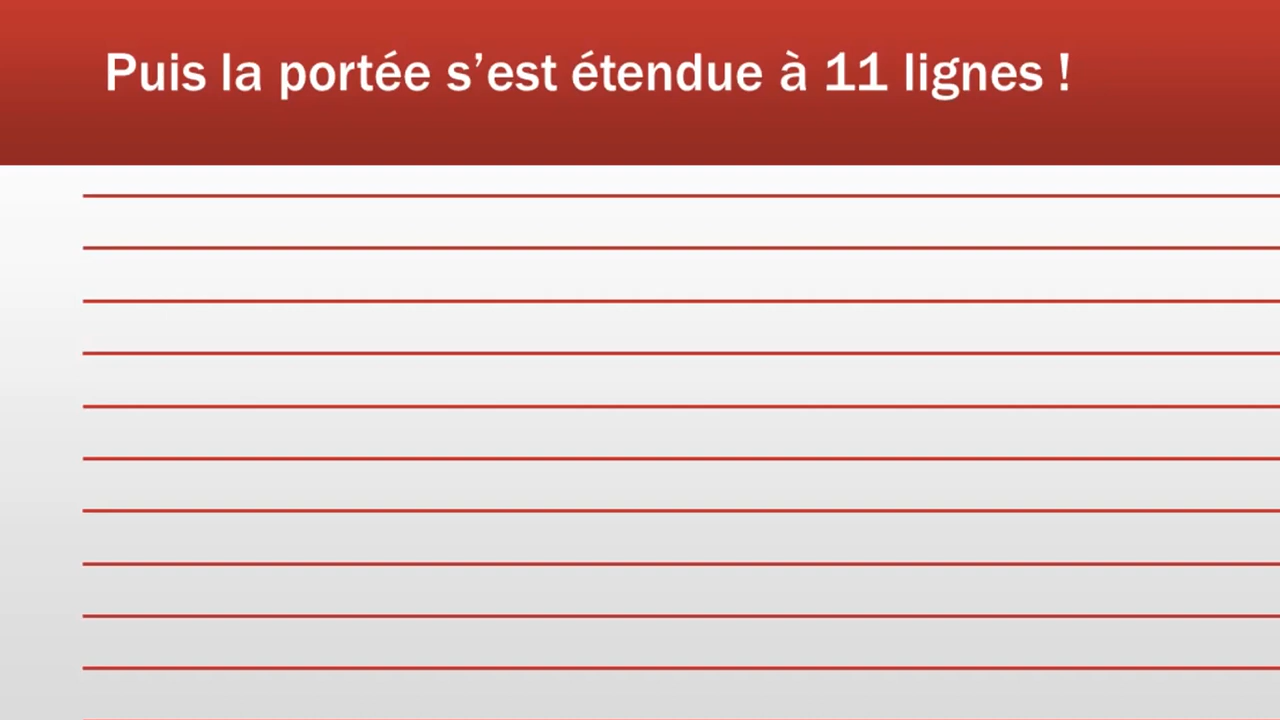 Puis la portée s’est étendue à 11 lignes !